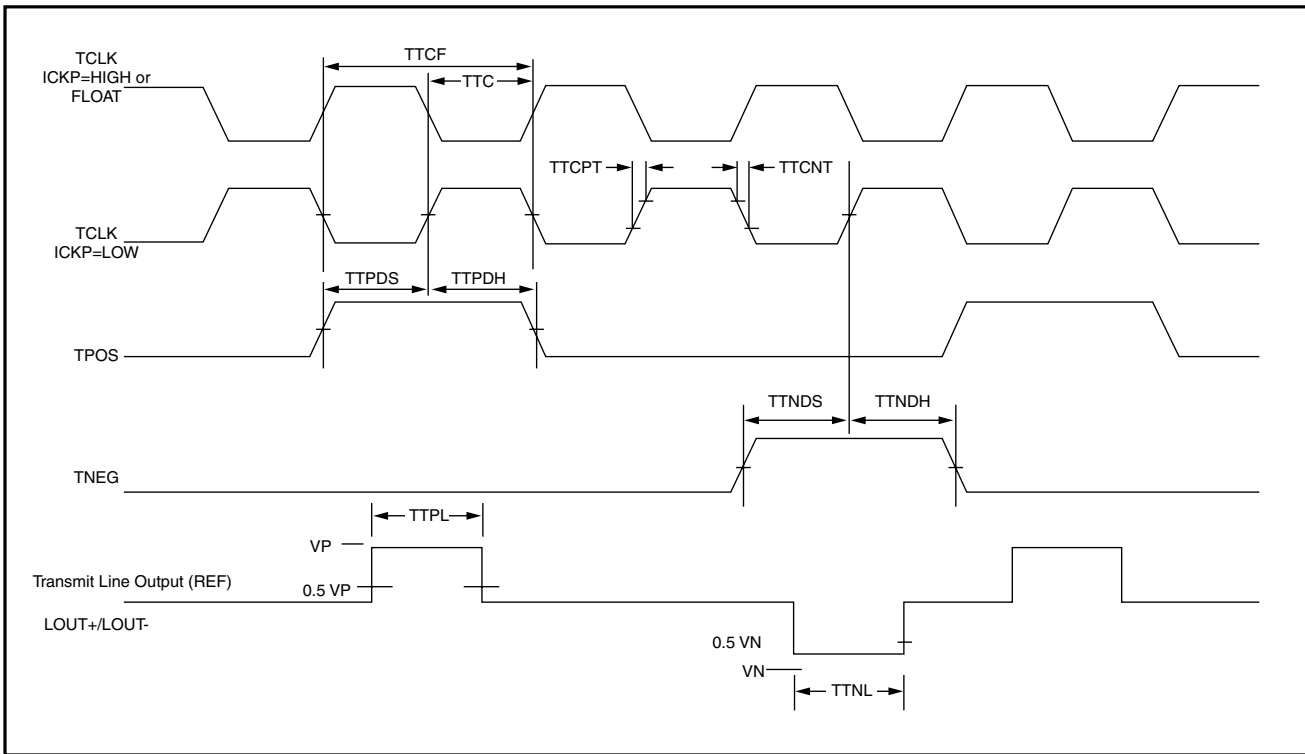 TTCF
TCLK
ICKP=HIGH or
FLOAT
TTC
TTCPT
TTCNT
TCLK
ICKP=LOW
TTPDS
TTPDH
TPOS
TTNDS
TTNDH
TNEG
TTPL
VP
Transmit Line Output (REF)
0.5 VP
LOUT+/LOUT-
0.5 VN
VN
TTNL